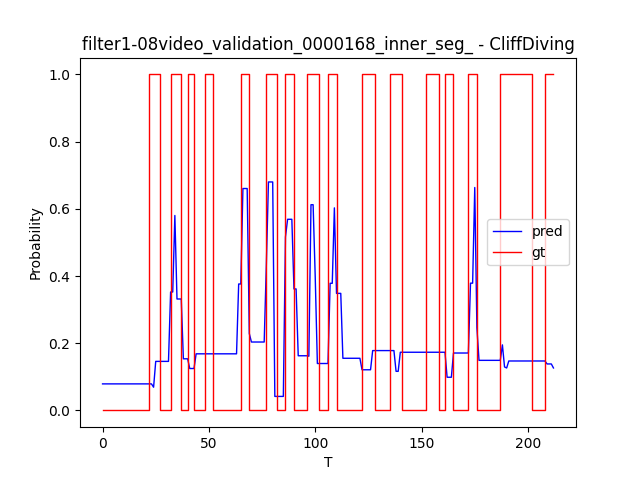 filter1-08video_validation_0000168_inner_seg_ - CliffDiving
1.0
0.8
0.6
0.4
0.2
0.0
Probability
pred
gt
0 50 100 150 200
T